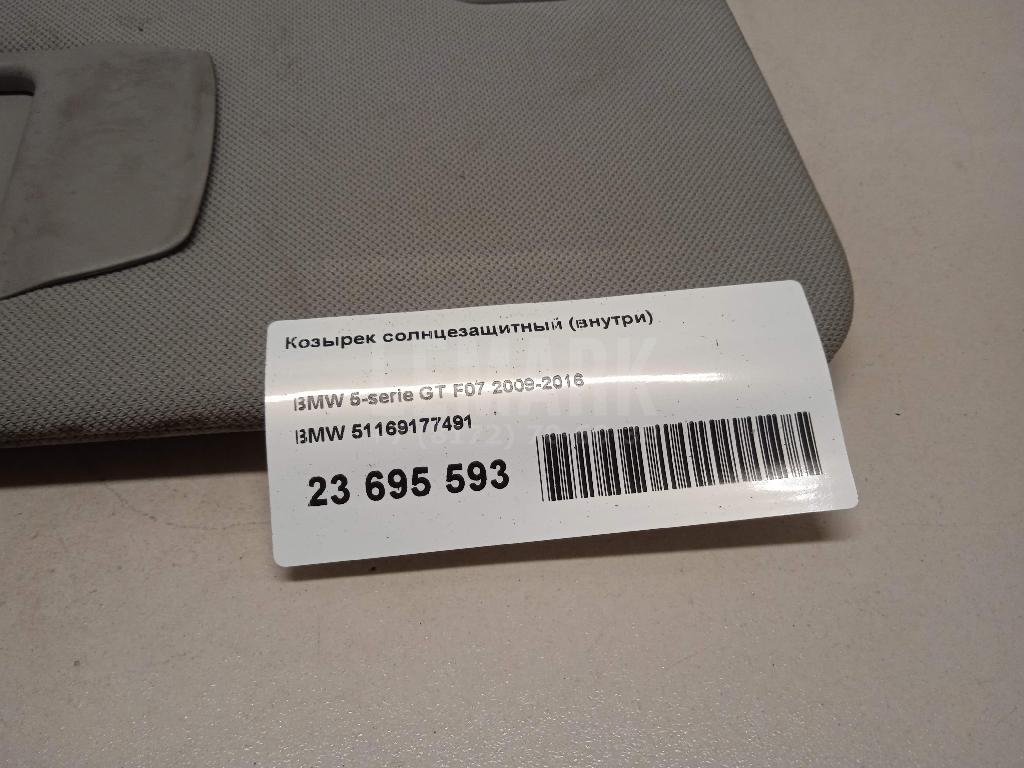 Козырек солнцезащитный (внутри)
BMW 5-serie GT F07 2009-2016
BMW 51169177491
23 695 593